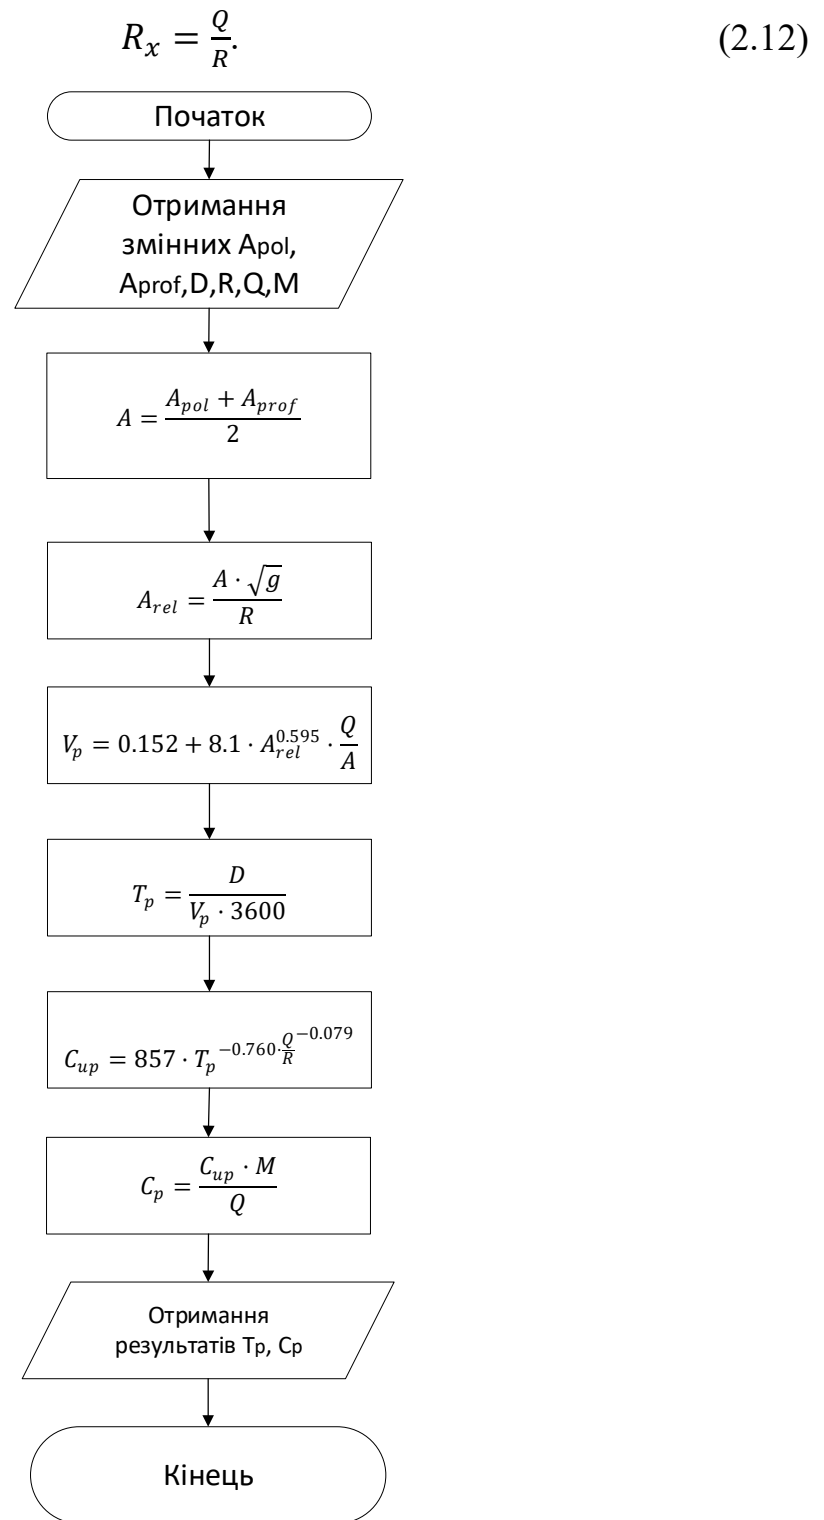 R_x = Q/R. (2.12)
Початок
Отримання
змінних Apol,
Aprof,D,R,Q,M
A = (A_pol + A_prof)/2
A_rel = (A · √g)/R
V_p = 0.152 + 8.1 · A_rel^0.595 · Q/A
T_p = D/(V_p · 3600)
C_up = 857 · T_p^(-0.760·(Q/R)^(-0.079))
C_p = (C_up · M)/Q
Отримання
результатів Tp, Cp
Кінець